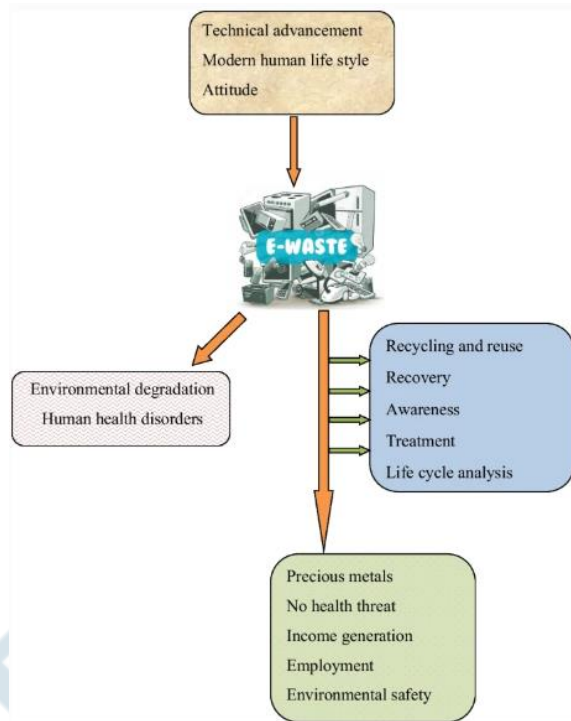 Technical advancement
Modern human life style
Attitude
E-WASTE
Environmental degradation
Human health disorders
Recycling and reuse
Recovery
Awareness
Treatment
Life cycle analysis
Precious metals
No health threat
Income generation
Employment
Environmental safety